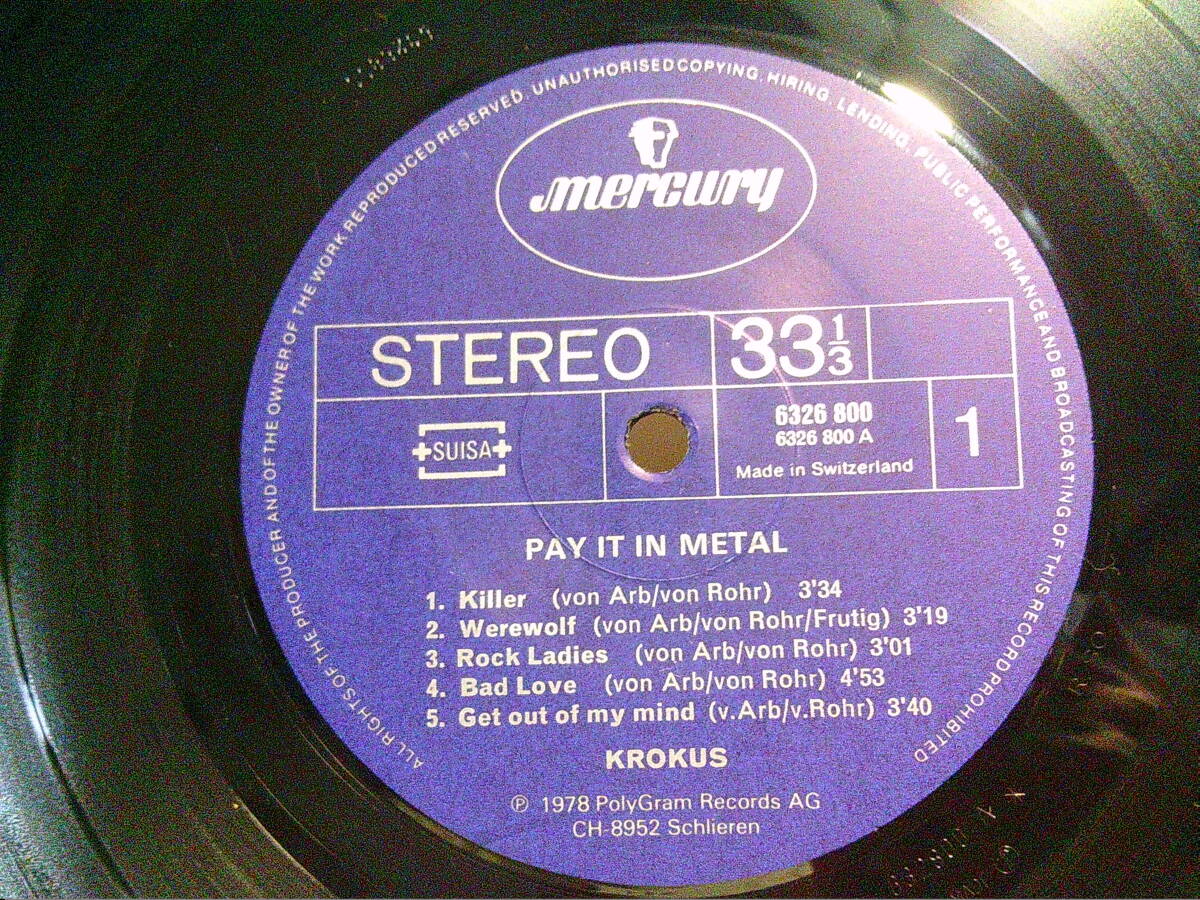 ALL RIGHTS OF THE PRODUCER AND OF THE OWNER OF THE WORK REPRODUCED RESERVED. UNAUTHORISED COPYING, HIRING, LENDING, PUBLIC PERFORMANCE AND BROADCASTING OF THIS RECORD PROHIBITED
mercury
STEREO 33 1/3
SUISA
6326 800
6326 800 A
Made in Switzerland
1
PAY IT IN METAL
1. Killer (von Arb/von Rohr) 3'34
2. Werewolf (von Arb/von Rohr/Frutig) 3'19
3. Rock Ladies (von Arb/von Rohr) 3'01
4. Bad Love (von Arb/von Rohr) 4'53
5. Get out of my mind (v.Arb/v.Rohr) 3'40
KROKUS
℗ 1978 PolyGram Records AG
CH-8952 Schlieren